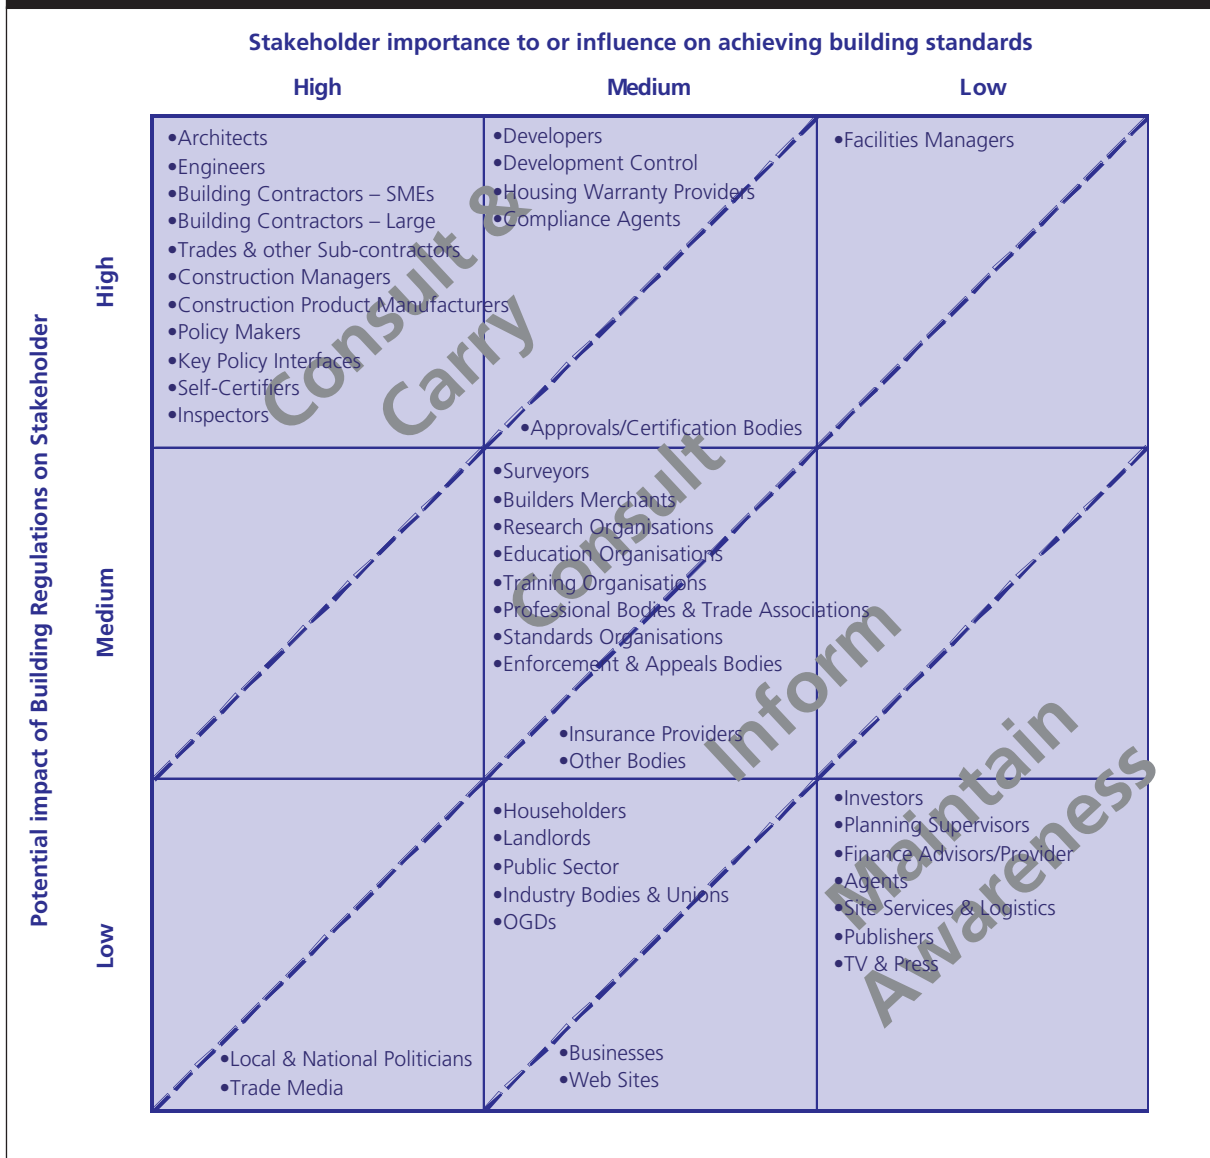 Stakeholder importance to or influence on achieving building standards
High
Medium
Low
Potential impact of Building Regulations on Stakeholder
High
•Architects
•Engineers
•Building Contractors – SMEs
•Building Contractors – Large
•Trades & other Sub-contractors
•Construction Managers
•Construction Product Manufacturers
•Policy Makers
•Key Policy Interfaces
•Self-Certifiers
•Inspectors
•Developers
•Development Control
•Housing Warranty Providers
•Compliance Agents
•Approvals/Certification Bodies
•Facilities Managers
Consult &
Carry
Medium
•Surveyors
•Builders Merchants
•Research Organisations
•Education Organisations
•Training Organisations
•Professional Bodies & Trade Associations
•Standards Organisations
•Enforcement & Appeals Bodies
•Insurance Providers
•Other Bodies
Consult
Inform
Low
•Local & National Politicians
•Trade Media
•Householders
•Landlords
•Public Sector
•Industry Bodies & Unions
•OGDs
•Businesses
•Web Sites
•Investors
•Planning Supervisors
•Finance Advisors/Provider
•Agents
•Site Services & Logistics
•Publishers
•TV & Press
Maintain
Awareness